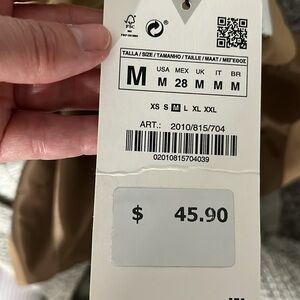 FSC
TALLA / SIZE / TAMANHO / TAILLE / MAAT / ΜΕΓΕΘΟΣ
M
USA MEX UK IT BR
M 28 M M M
XS S M L XL XXL
ART.: 2010/815/704
02010815704039
$ 45.90